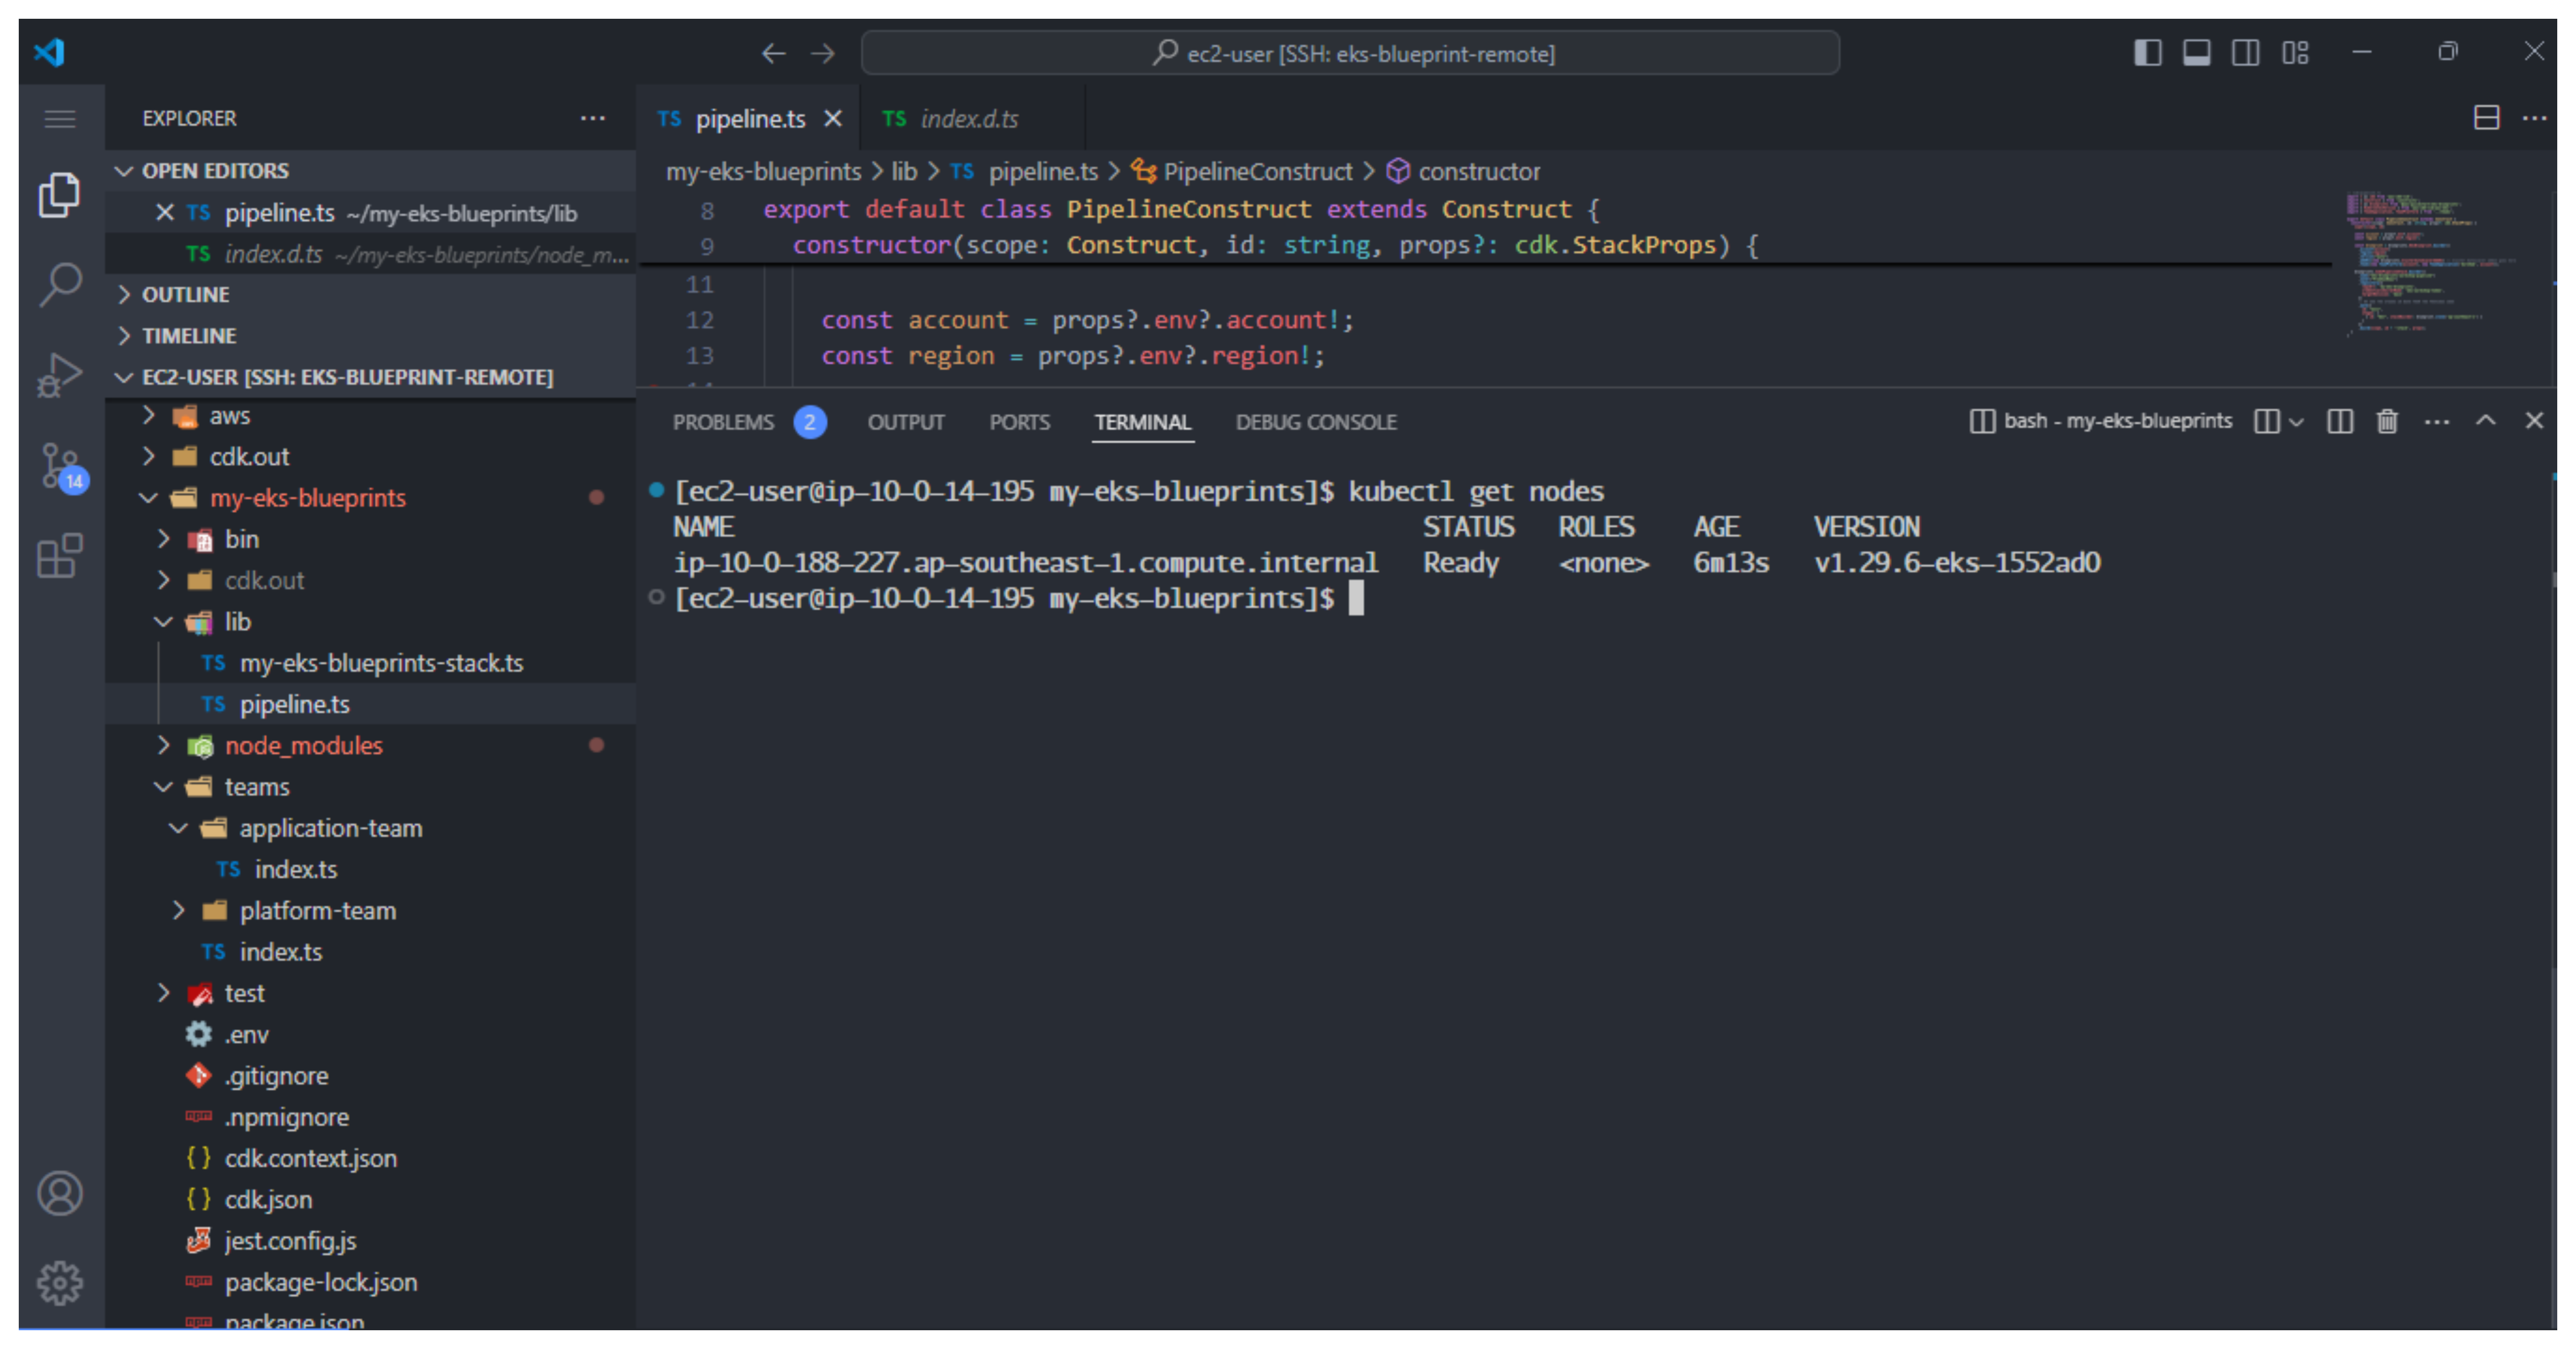 ec2-user [SSH: eks-blueprint-remote]
EXPLORER
OPEN EDITORS
TS pipeline.ts ~/my-eks-blueprints/lib
TS index.d.ts ~/my-eks-blueprints/node_m...
OUTLINE
TIMELINE
EC2-USER [SSH: EKS-BLUEPRINT-REMOTE]
aws
cdk.out
my-eks-blueprints
bin
cdk.out
lib
TS my-eks-blueprints-stack.ts
TS pipeline.ts
node_modules
teams
application-team
TS index.ts
platform-team
TS index.ts
test
.env
.gitignore
.npmignore
{ } cdk.context.json
{ } cdk.json
jest.config.js
package-lock.json
package.json
14
TS pipeline.ts
TS index.d.ts
my-eks-blueprints > lib > TS pipeline.ts > PipelineConstruct > constructor
8 export default class PipelineConstruct extends Construct {
9 constructor(scope: Construct, id: string, props?: cdk.StackProps) {
11
12 const account = props?.env?.account!;
13 const region = props?.env?.region!;
PROBLEMS 2 OUTPUT PORTS TERMINAL DEBUG CONSOLE
bash - my-eks-blueprints
[ec2-user@ip-10-0-14-195 my-eks-blueprints]$ kubectl get nodes
NAME STATUS ROLES AGE VERSION
ip-10-0-188-227.ap-southeast-1.compute.internal Ready <none> 6m13s v1.29.6-eks-1552ad0
[ec2-user@ip-10-0-14-195 my-eks-blueprints]$